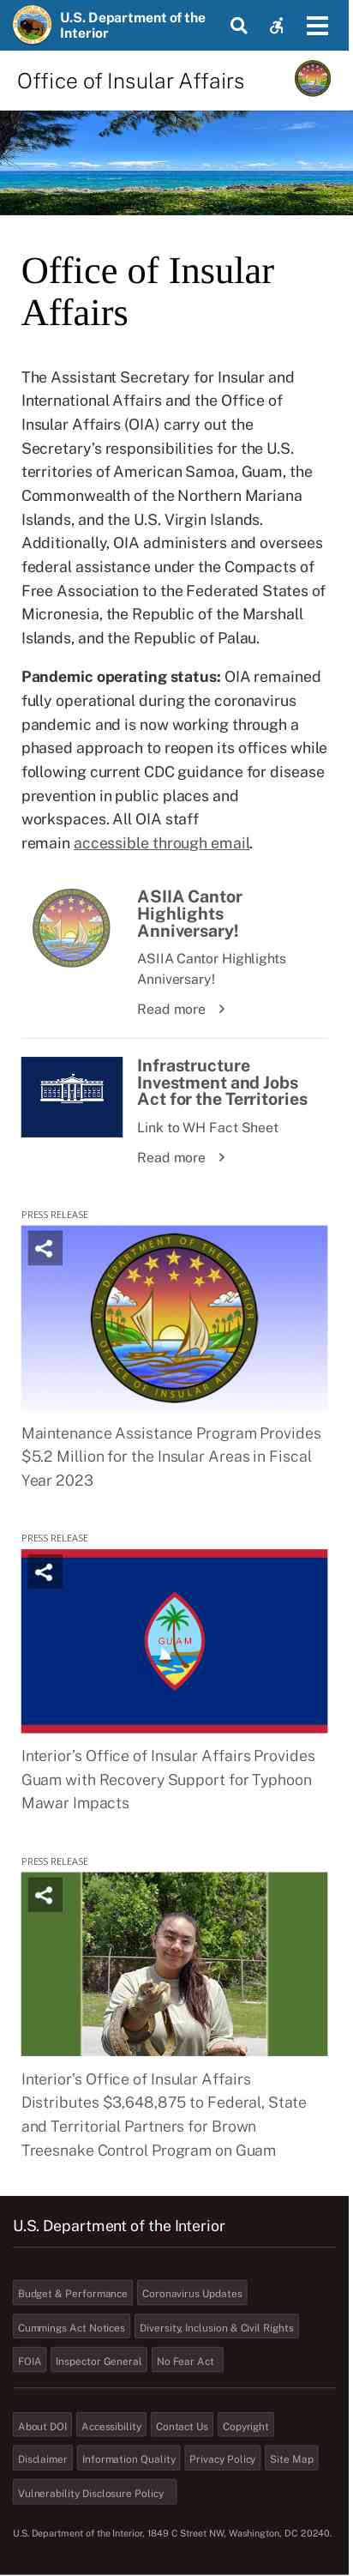 U.S. Department of the
Interior
Office of Insular Affairs
Office of Insular
Affairs
The Assistant Secretary for Insular and
International Affairs and the Office of
Insular Affairs (OIA) carry out the
Secretary’s responsibilities for the U.S.
territories of American Samoa, Guam, the
Commonwealth of the Northern Mariana
Islands, and the U.S. Virgin Islands.
Additionally, OIA administers and oversees
federal assistance under the Compacts of
Free Association to the Federated States of
Micronesia, the Republic of the Marshall
Islands, and the Republic of Palau.
Pandemic operating status: OIA remained
fully operational during the coronavirus
pandemic and is now working through a
phased approach to reopen its offices while
following current CDC guidance for disease
prevention in public places and
workspaces. All OIA staff
remain accessible through email.
ASIIA Cantor
Highlights
Anniversary!
ASIIA Cantor Highlights
Anniversary!
Read more
Infrastructure
Investment and Jobs
Act for the Territories
Link to WH Fact Sheet
Read more
PRESS RELEASE
U.S. DEPARTMENT OF THE INTERIOR
OFFICE OF INSULAR AFFAIRS
Maintenance Assistance Program Provides
$5.2 Million for the Insular Areas in Fiscal
Year 2023
PRESS RELEASE
GUAM
Interior’s Office of Insular Affairs Provides
Guam with Recovery Support for Typhoon
Mawar Impacts
PRESS RELEASE
Interior’s Office of Insular Affairs
Distributes $3,648,875 to Federal, State
and Territorial Partners for Brown
Treesnake Control Program on Guam
U.S. Department of the Interior
Budget & Performance Coronavirus Updates
Cummings Act Notices Diversity, Inclusion & Civil Rights
FOIA Inspector General No Fear Act
About DOI Accessibility Contact Us Copyright
Disclaimer Information Quality Privacy Policy Site Map
Vulnerability Disclosure Policy
U.S. Department of the Interior, 1849 C Street NW, Washington, DC 20240.